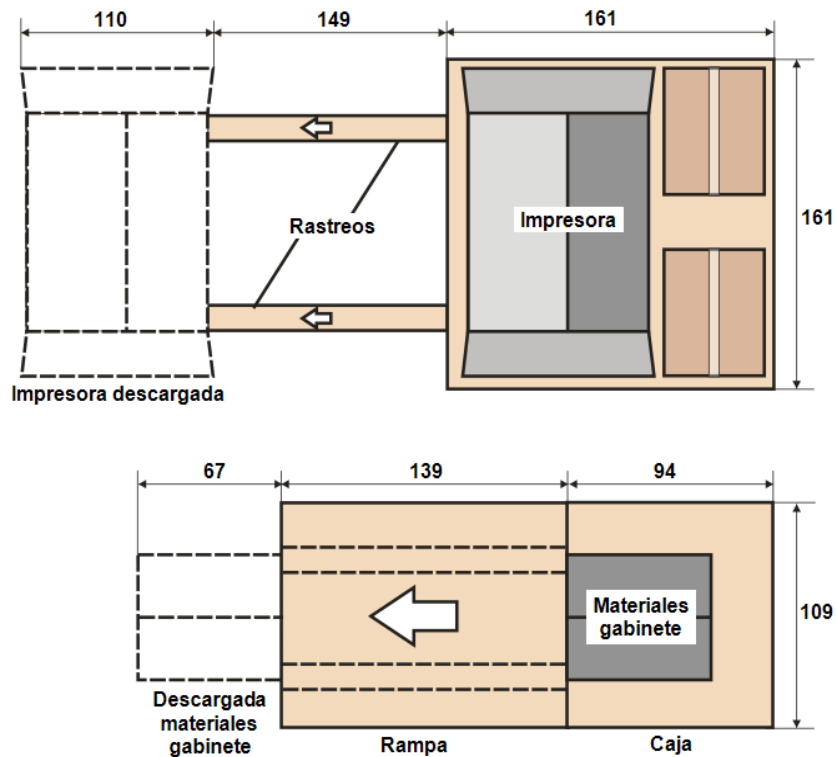 110 149 161
Rastreos
Impresora
161
Impresora descargada
67 139 94
Materiales
gabinete
109
Descargada
materiales
gabinete
Rampa
Caja